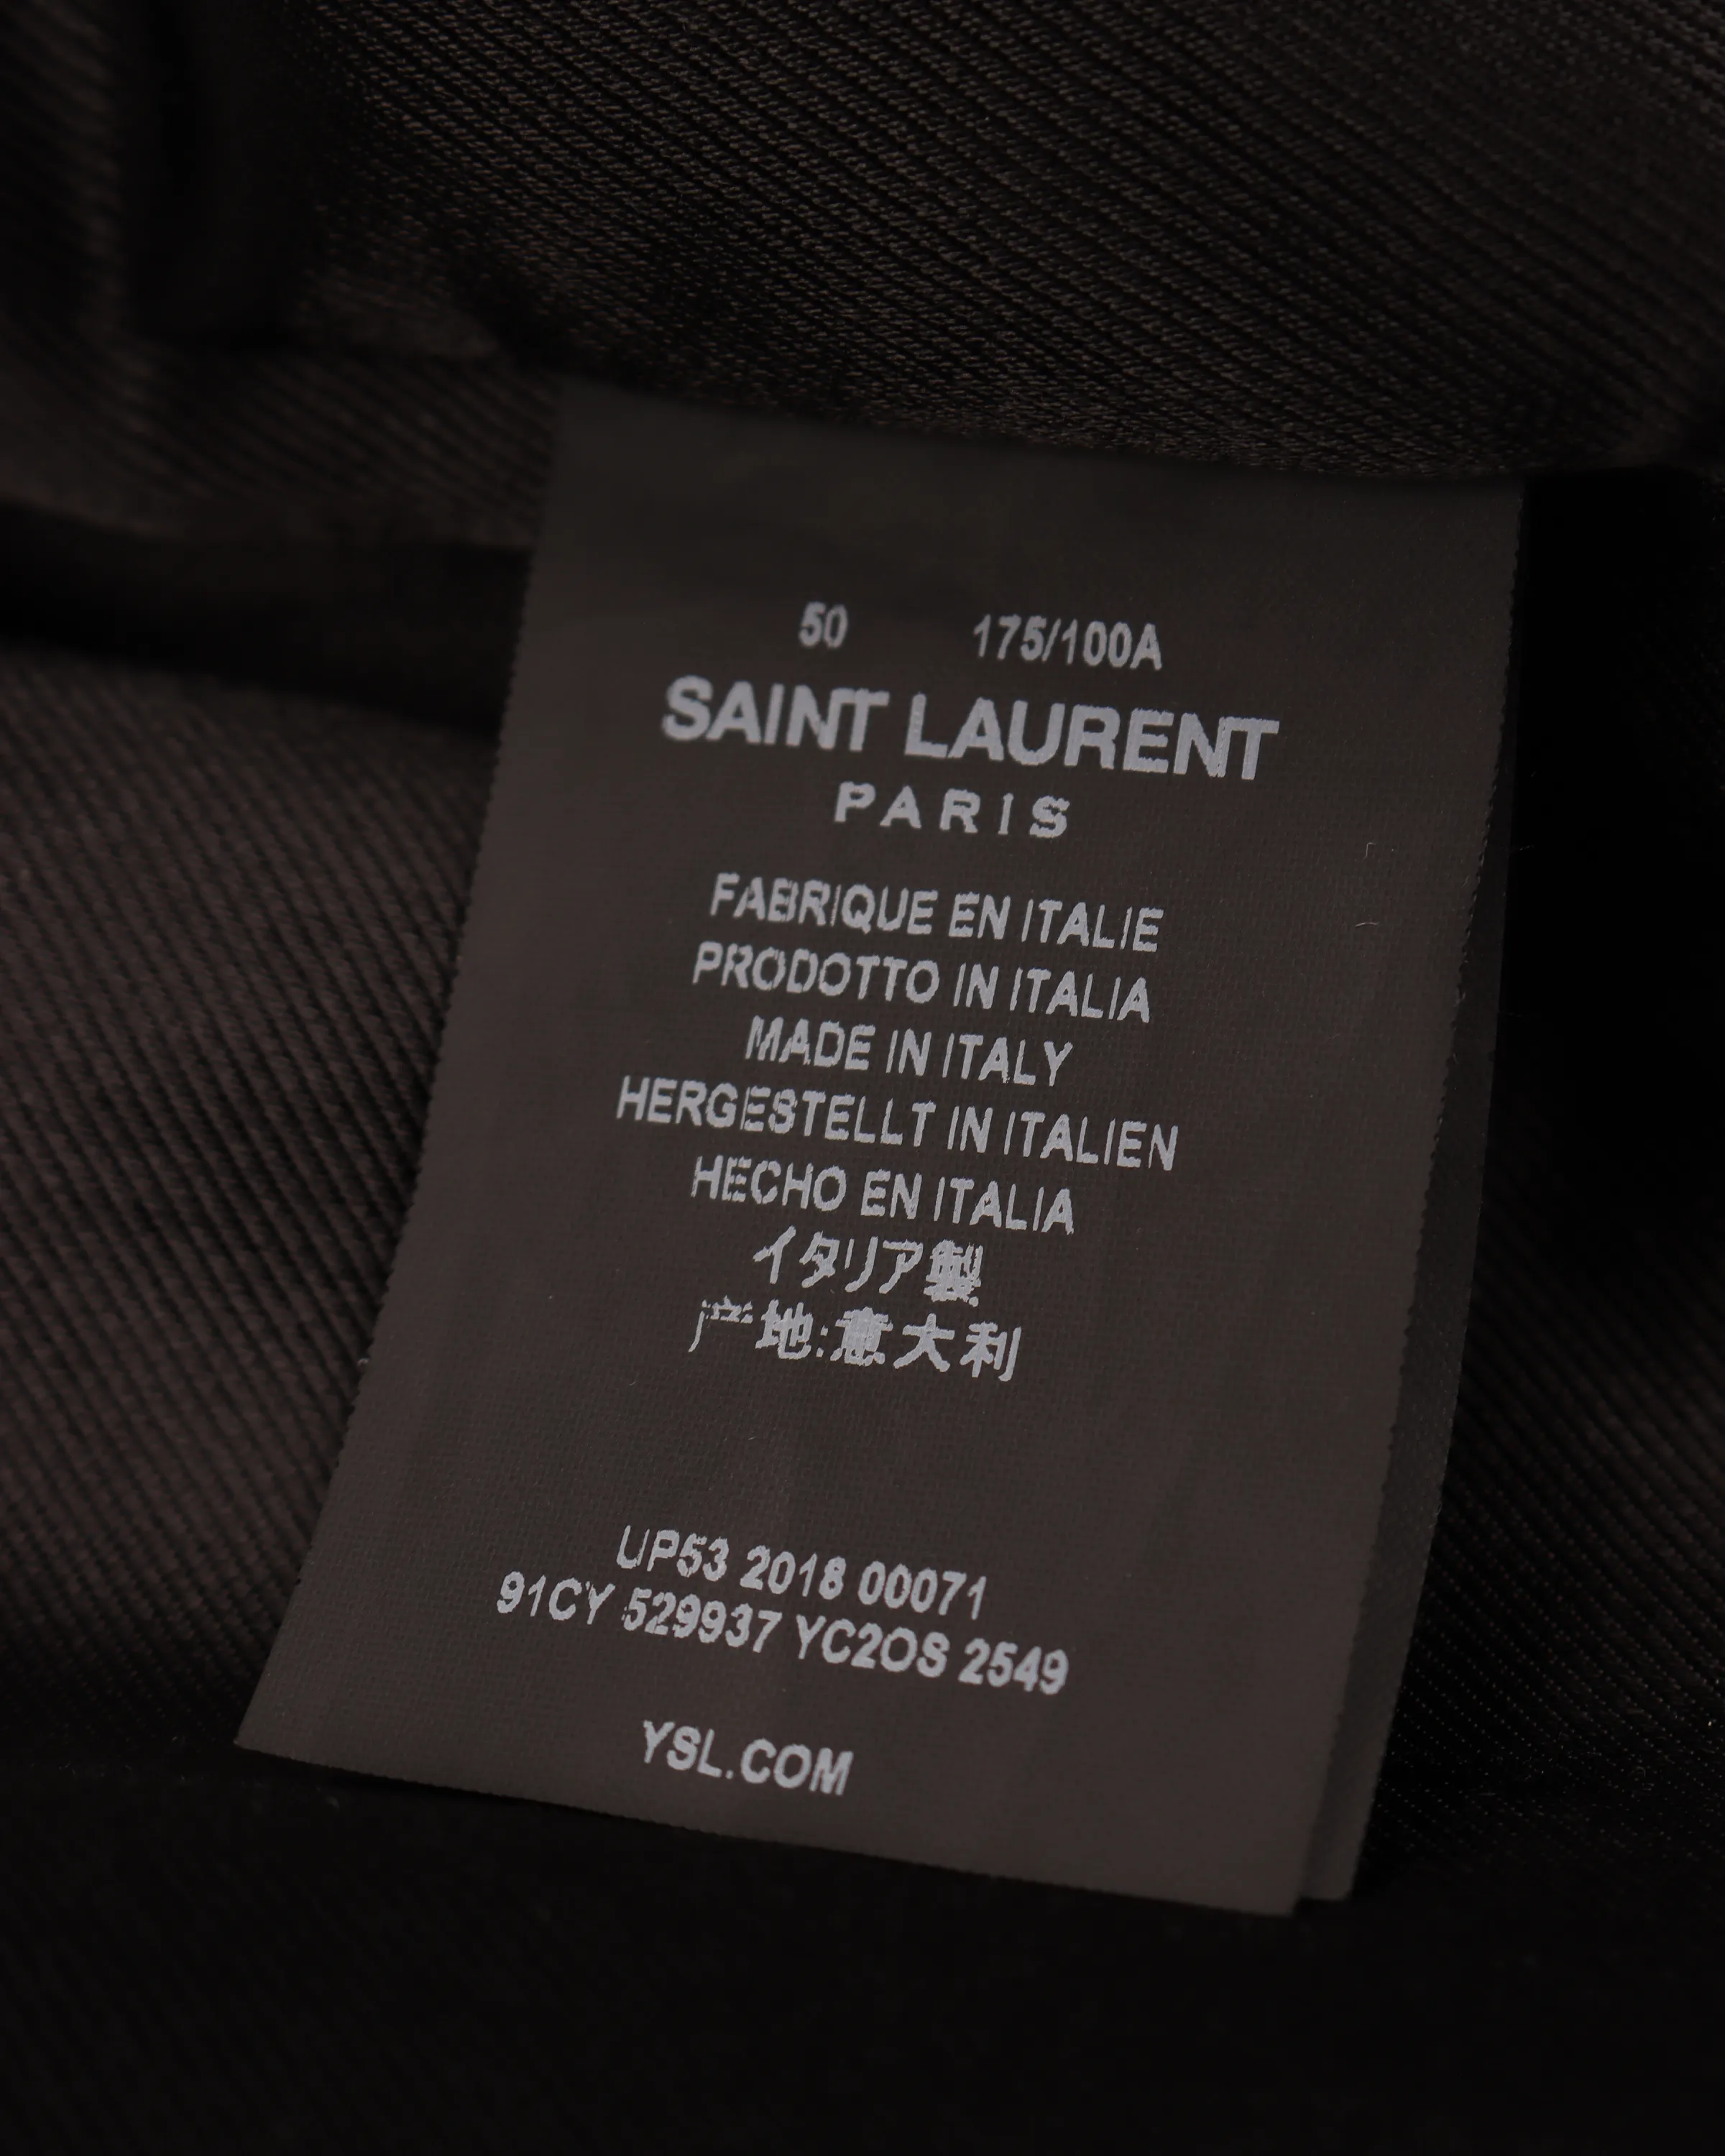 50 175/100A
SAINT LAURENT
PARIS
FABRIQUE EN ITALIE
PRODOTTO IN ITALIA
MADE IN ITALY
HERGESTELLT IN ITALIEN
HECHO EN ITALIA
イタリア製
产地:意大利
UP53 2018 00071
91CY 529937 YC2OS 2549
YSL.COM